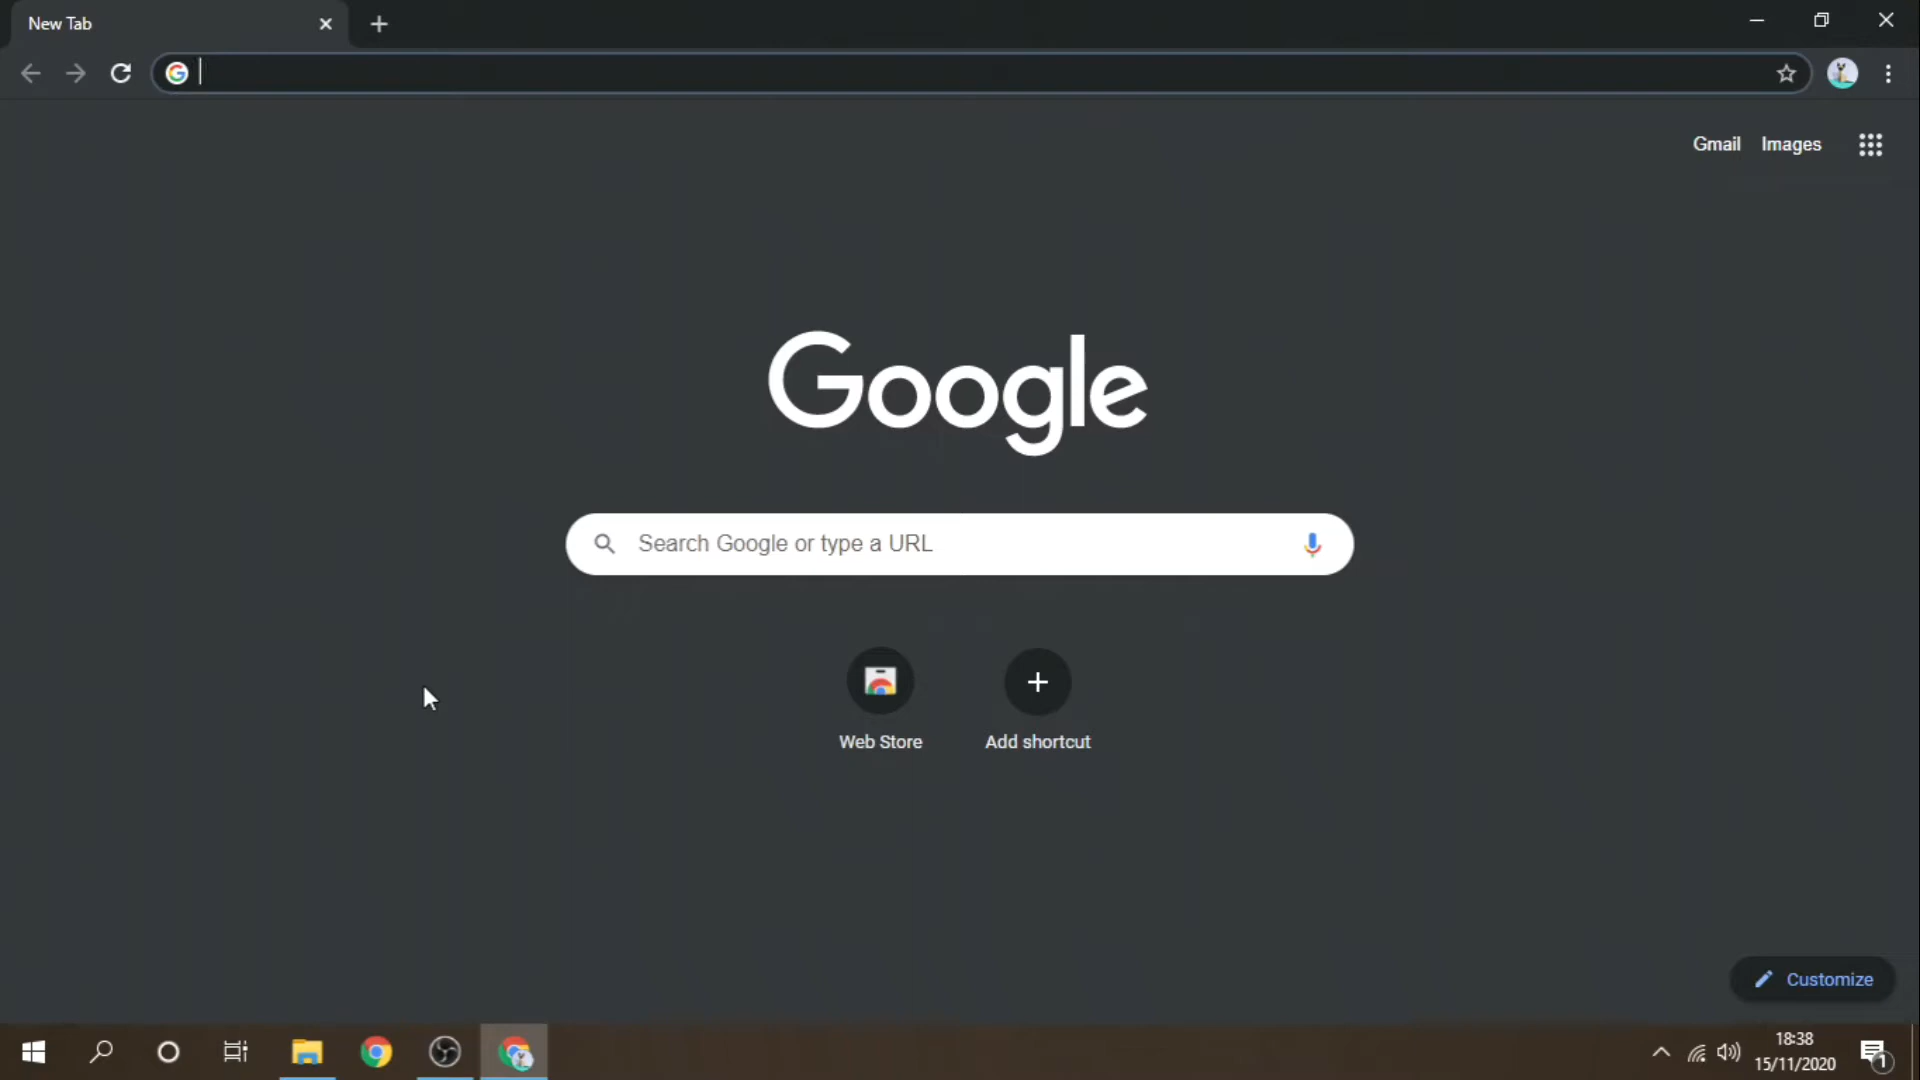 New Tab
Gmail Images
Google
Search Google or type a URL
Web Store
Add shortcut
Customize
18:38
15/11/2020
1